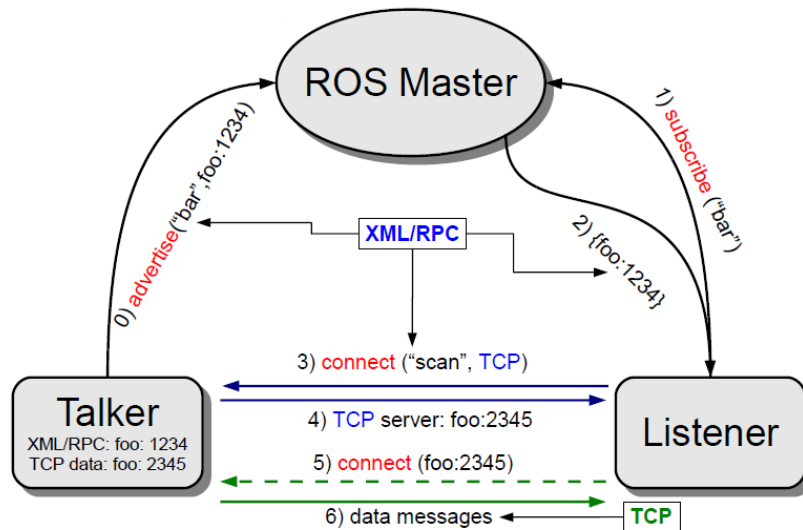 ROS Master
0) advertise("bar",foo:1234)
1) subscribe ("bar")
XML/RPC
2) {foo:1234}
3) connect ("scan", TCP)
Talker
XML/RPC: foo: 1234
TCP data: foo: 2345
4) TCP server: foo:2345
Listener
5) connect (foo:2345)
6) data messages
TCP